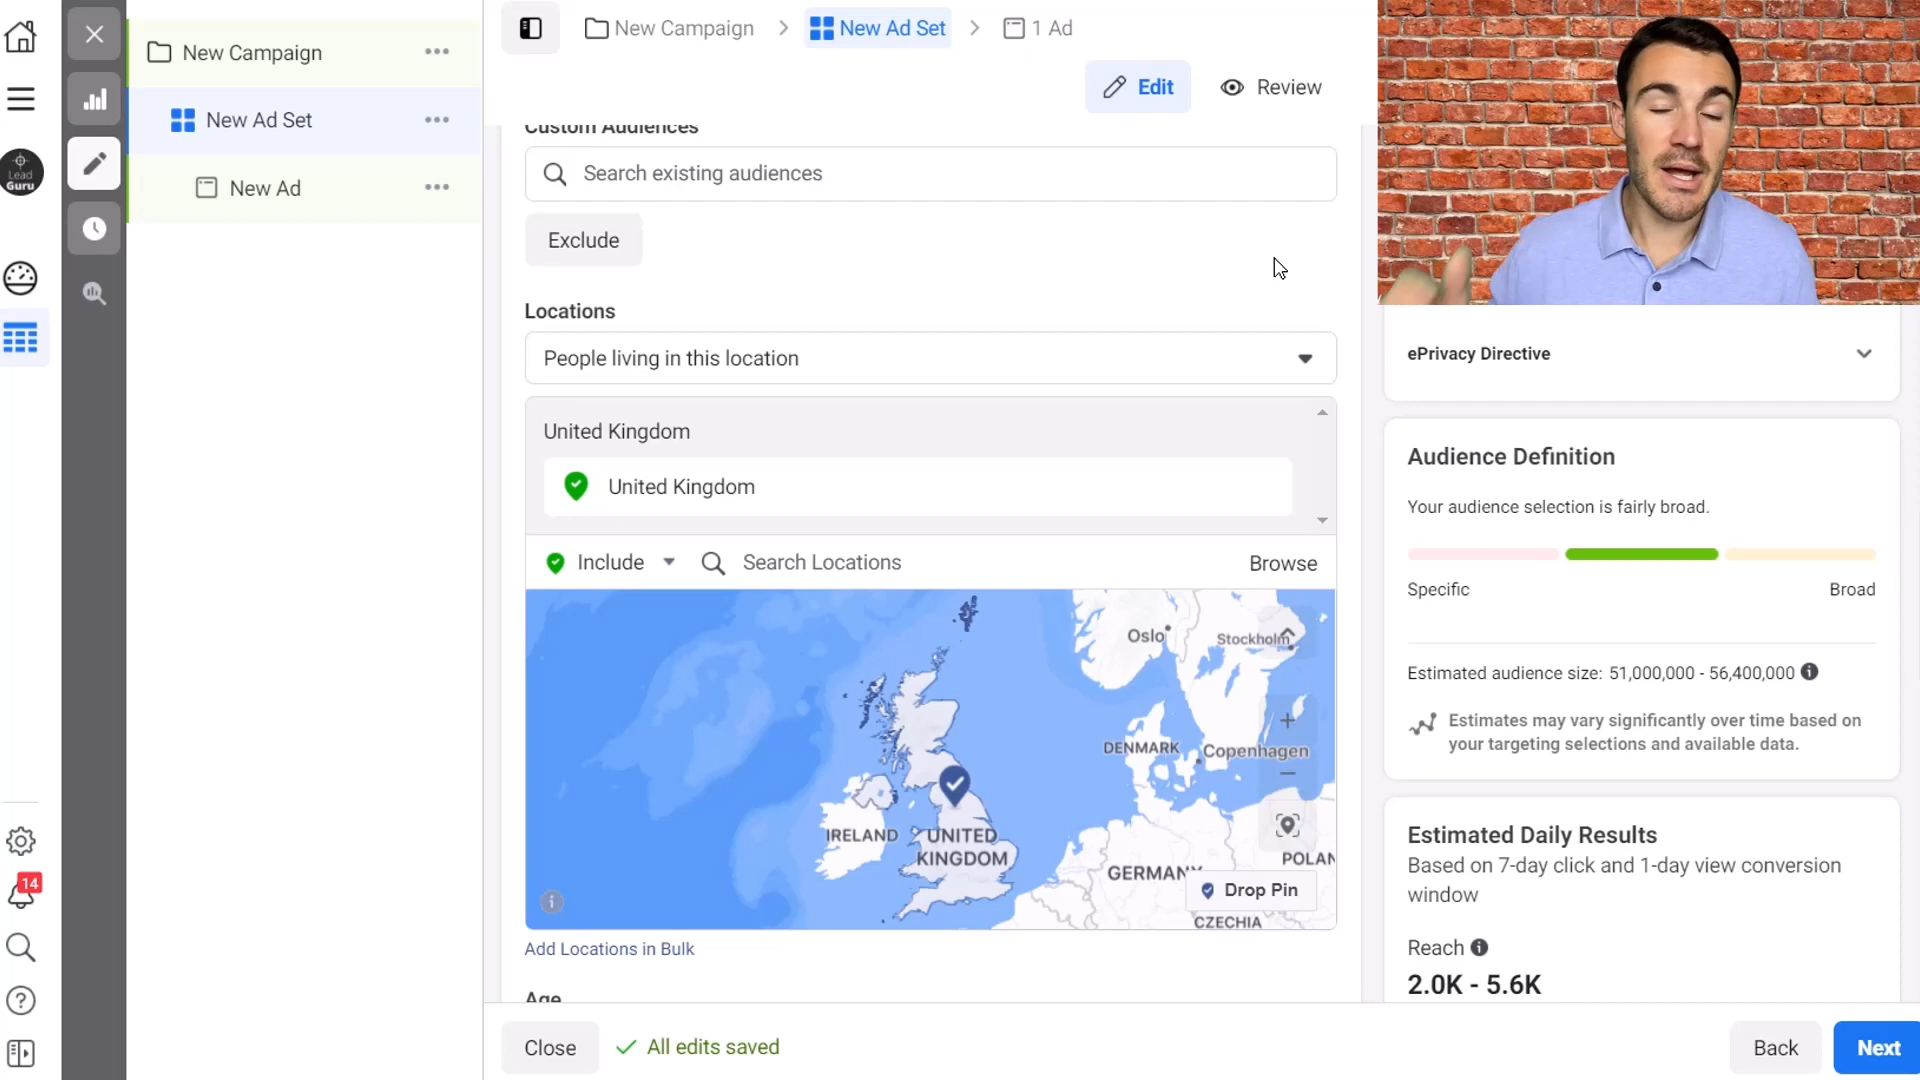 New Campaign
New Ad Set
New Ad
Lead
Guru
14
New Campaign
New Ad Set
1 Ad
Edit
Review
Custom Audiences
Search existing audiences
Exclude
Locations
People living in this location
United Kingdom
United Kingdom
Include
Search Locations
Browse
Oslo
Stockholm
DENMARK
Copenhagen
IRELAND
UNITED
KINGDOM
GERMANY
POLAN
CZECHIA
Drop Pin
Add Locations in Bulk
Age
Close
All edits saved
ePrivacy Directive
Audience Definition
Your audience selection is fairly broad.
Specific
Broad
Estimated audience size: 51,000,000 - 56,400,000
Estimates may vary significantly over time based on
your targeting selections and available data.
Estimated Daily Results
Based on 7-day click and 1-day view conversion
window
Reach
2.0K - 5.6K
Back
Next